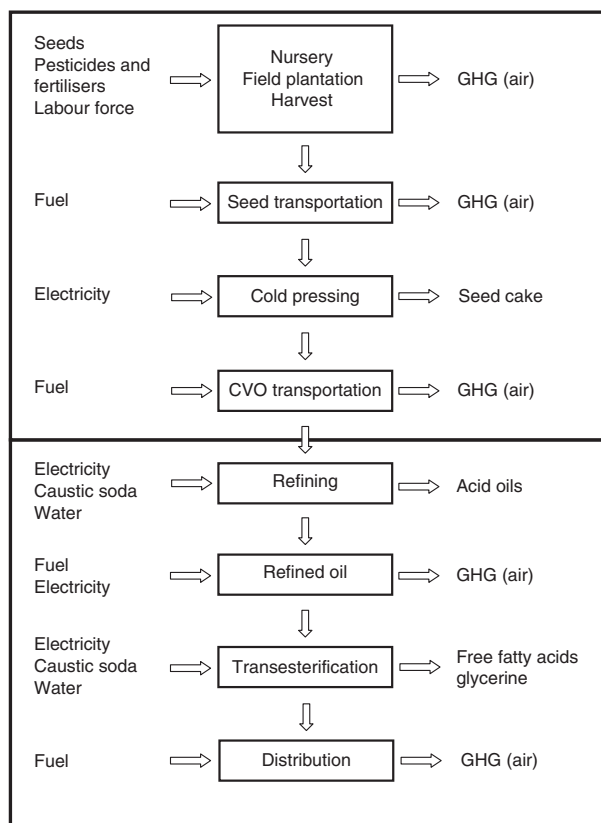 Seeds
Pesticides and
fertilisers
Labour force
Nursery
Field plantation
Harvest
GHG (air)
Fuel
Seed transportation
GHG (air)
Electricity
Cold pressing
Seed cake
Fuel
CVO transportation
GHG (air)
Electricity
Caustic soda
Water
Refining
Acid oils
Fuel
Electricity
Refined oil
GHG (air)
Electricity
Caustic soda
Water
Transesterification
Free fatty acids
glycerine
Fuel
Distribution
GHG (air)